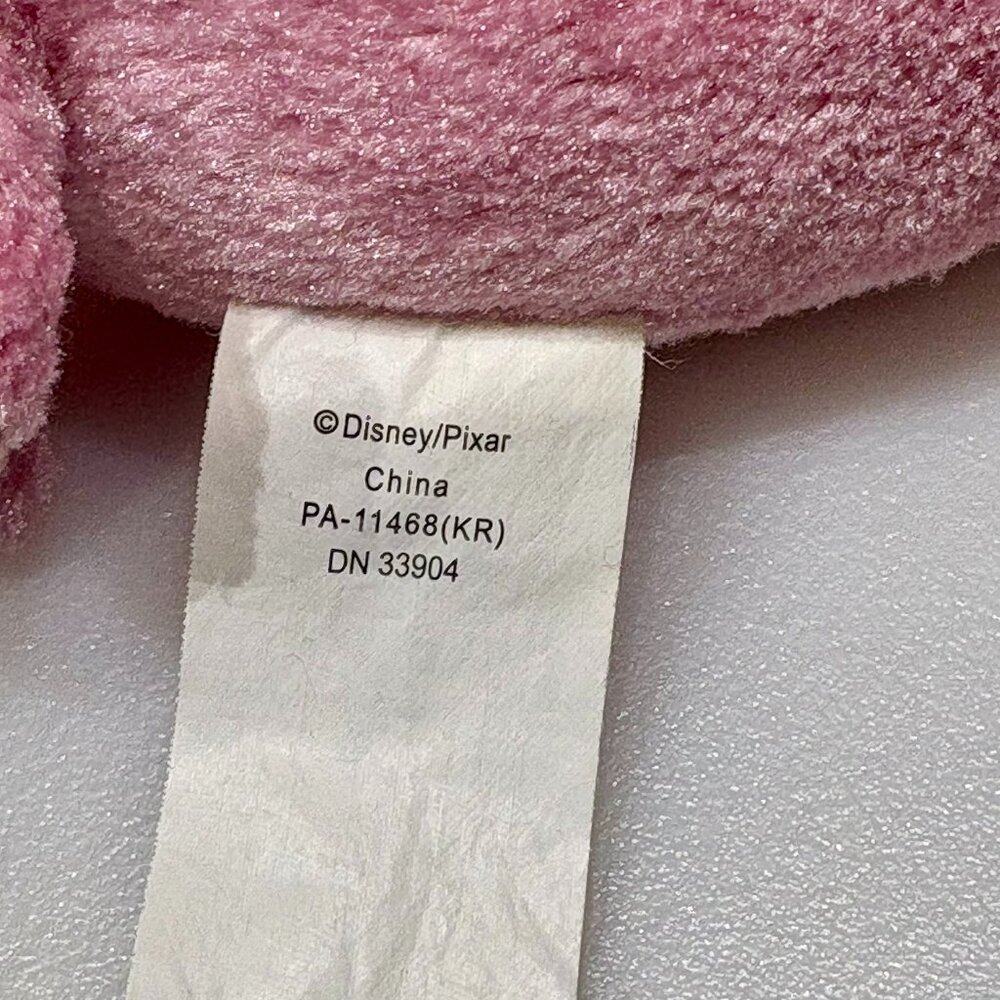 ©Disney/Pixar
China
PA-11468(KR)
DN 33904